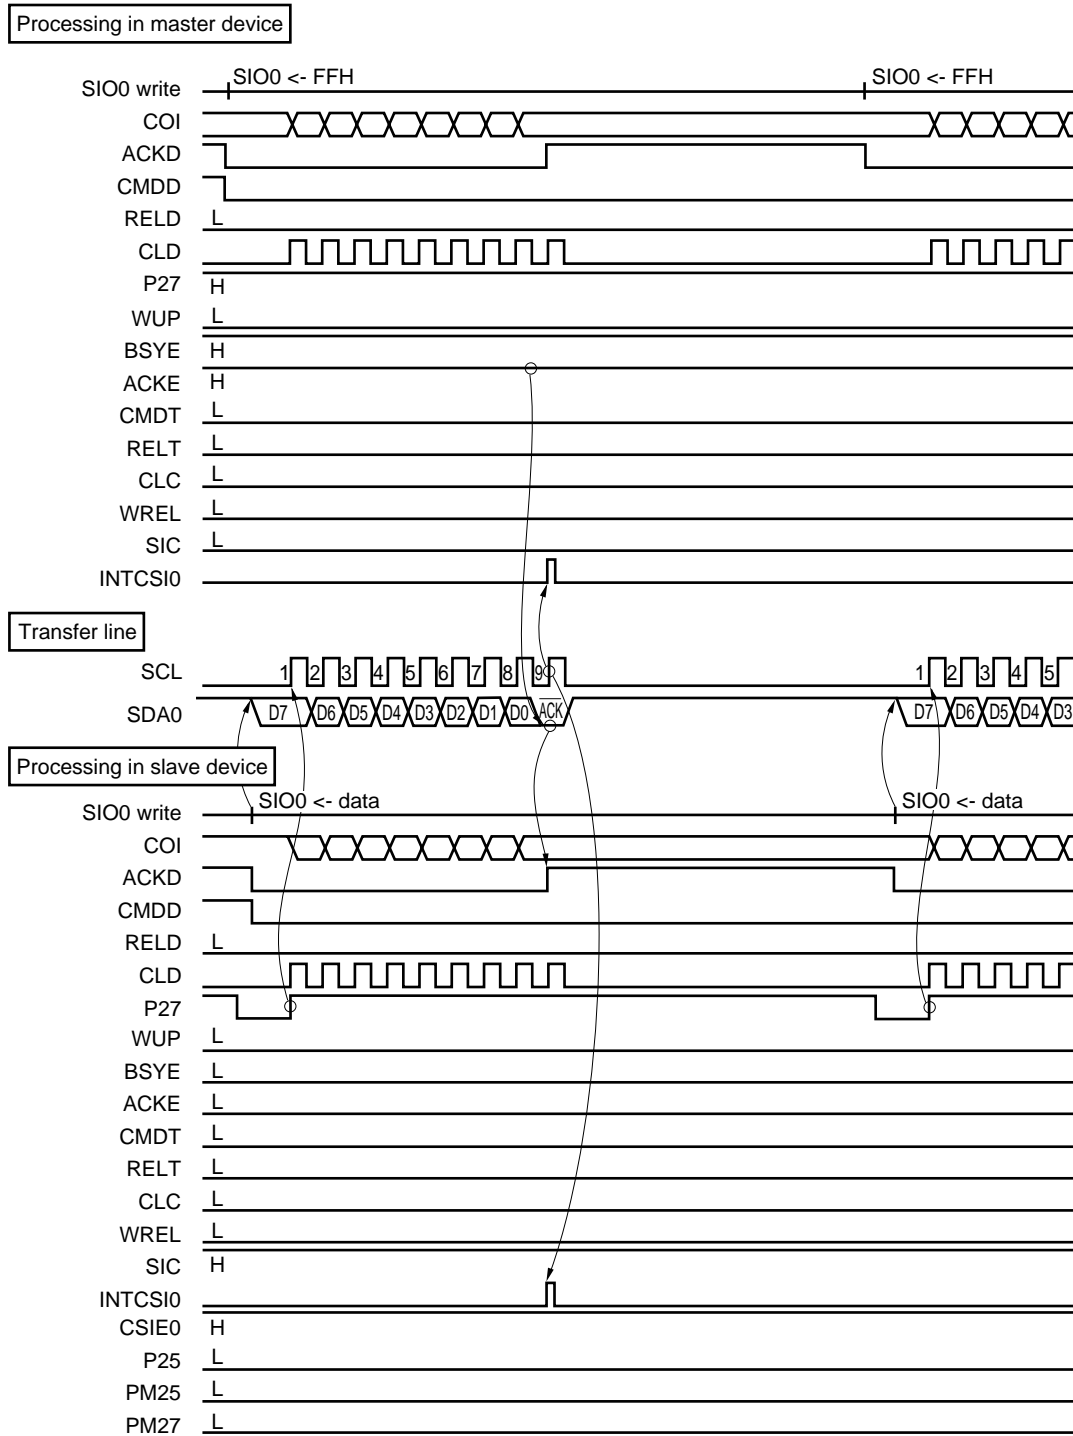 Processing in master device
SIO0 write SIO0 <- FFH SIO0 <- FFH
COI
ACKD
CMDD
RELD L
CLD
P27 H
WUP L
BSYE H
ACKE H
CMDT L
RELT L
CLC L
WREL L
SIC L
INTCSI0
Transfer line
SCL 1 2 3 4 5 6 7 8 9 1 2 3 4 5
SDA0 D7 D6 D5 D4 D3 D2 D1 D0 ACK D7 D6 D5 D4 D3
Processing in slave device
SIO0 write SIO0 <- data SIO0 <- data
COI
ACKD
CMDD
RELD L
CLD
P27
WUP L
BSYE L
ACKE L
CMDT L
RELT L
CLC L
WREL L
SIC H
INTCSI0
CSIE0 H
P25 L
PM25 L
PM27 L